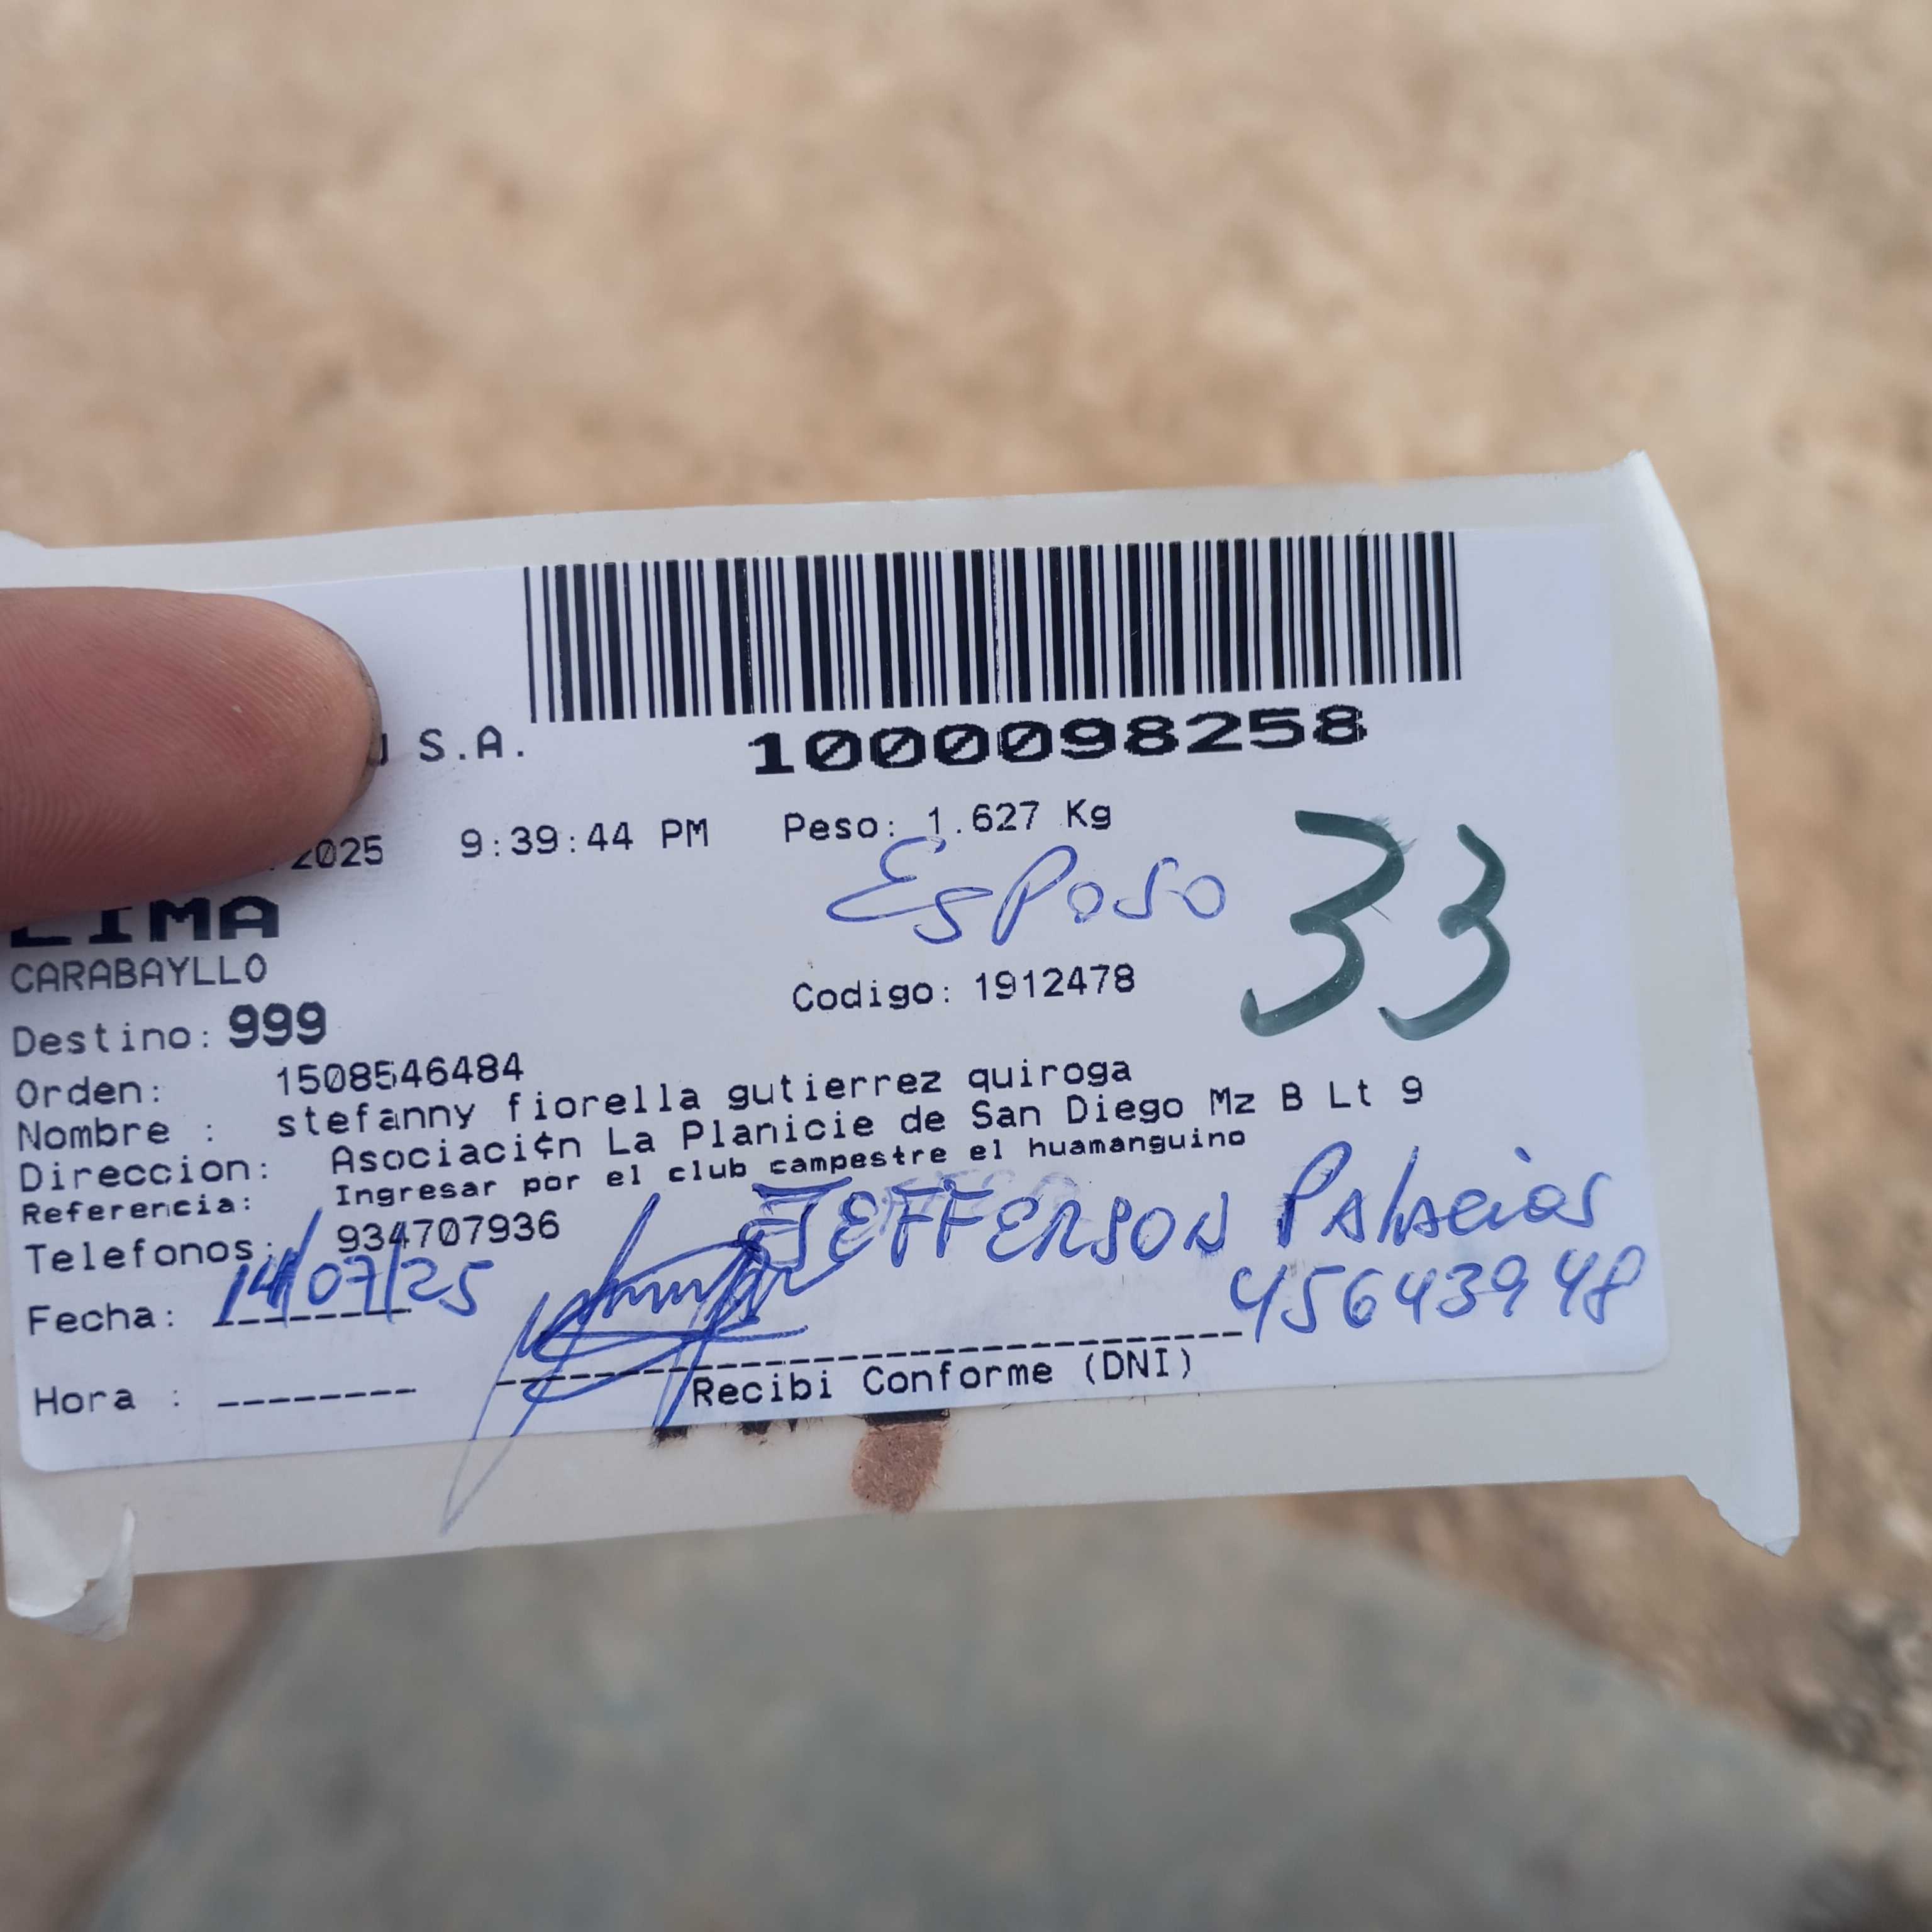 S.A.
1000098258
2025 9:39:44 PM Peso: 1.627 Kg
Esposo
33
LIMA
CARABAYLLO
Codigo: 1912478
Destino: 999
Orden: 1508546484
Nombre : stefanny fiorella gutierrez quiroga
Direccion: Asociaci¢n La Planicie de San Diego Mz B Lt 9
Referencia: Ingresar por el club campestre el huamanguino
Telefonos: 934707936
JEFFERSON Palacios
45643948
Fecha: 14/07/25
Hora : --------
Recibi Conforme (DNI)